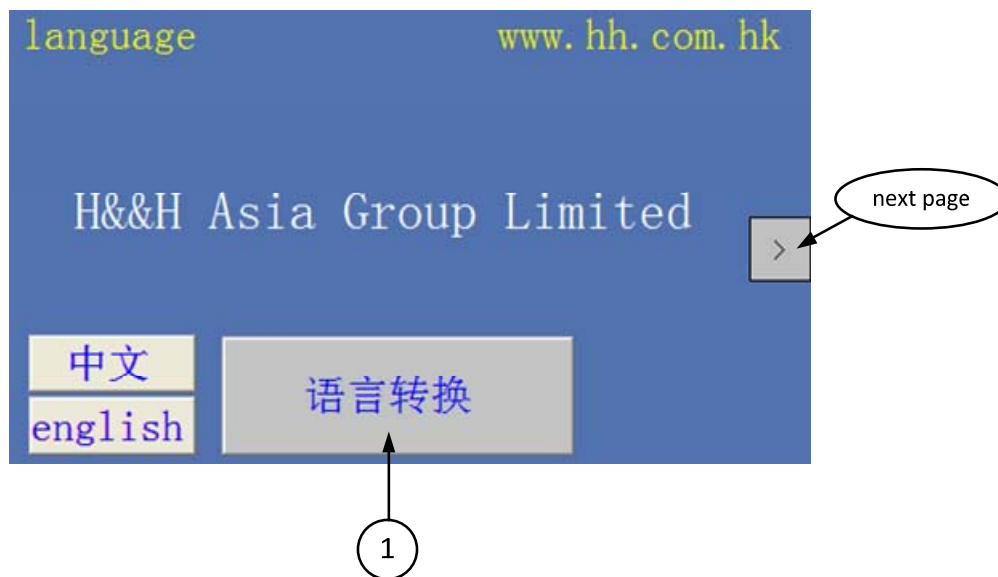 language www.hh.com.hk
H&&H Asia Group Limited
next page
>
中文
语言转换
english
1